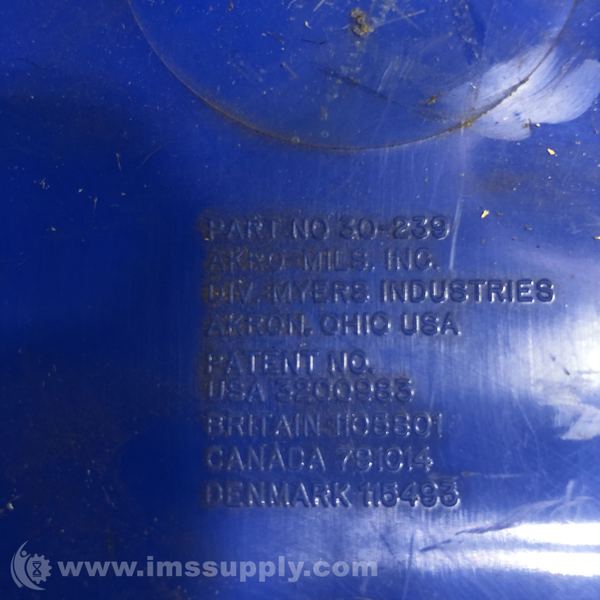 PART NO 30-239
AKRO-MILS, INC.
DIV. MYERS INDUSTRIES
AKRON, OHIO USA
PATENT NO.
USA 3200983
BRITAIN 1108801
CANADA 791014
DENMARK 115493
www.imssupply.com/